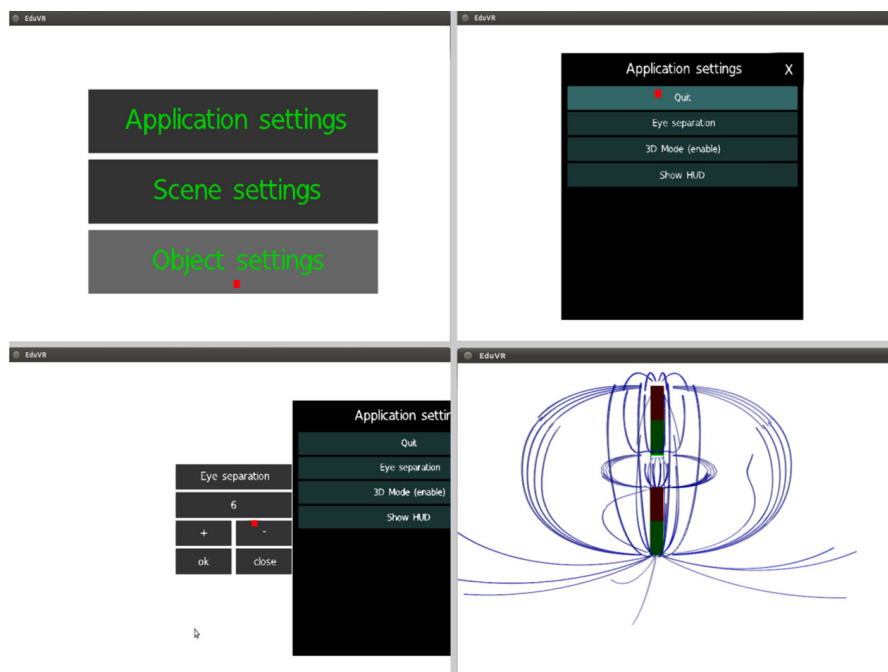 EduVR
Application settings
Scene settings
Object settings
EduVR
Application settings X
Quit
Eye separation
3D Mode (enable)
Show HUD
EduVR
Application settin
Quit
Eye separation
3D Mode (enable)
Show HUD
Eye separation
6
+ -
ok close
EduVR